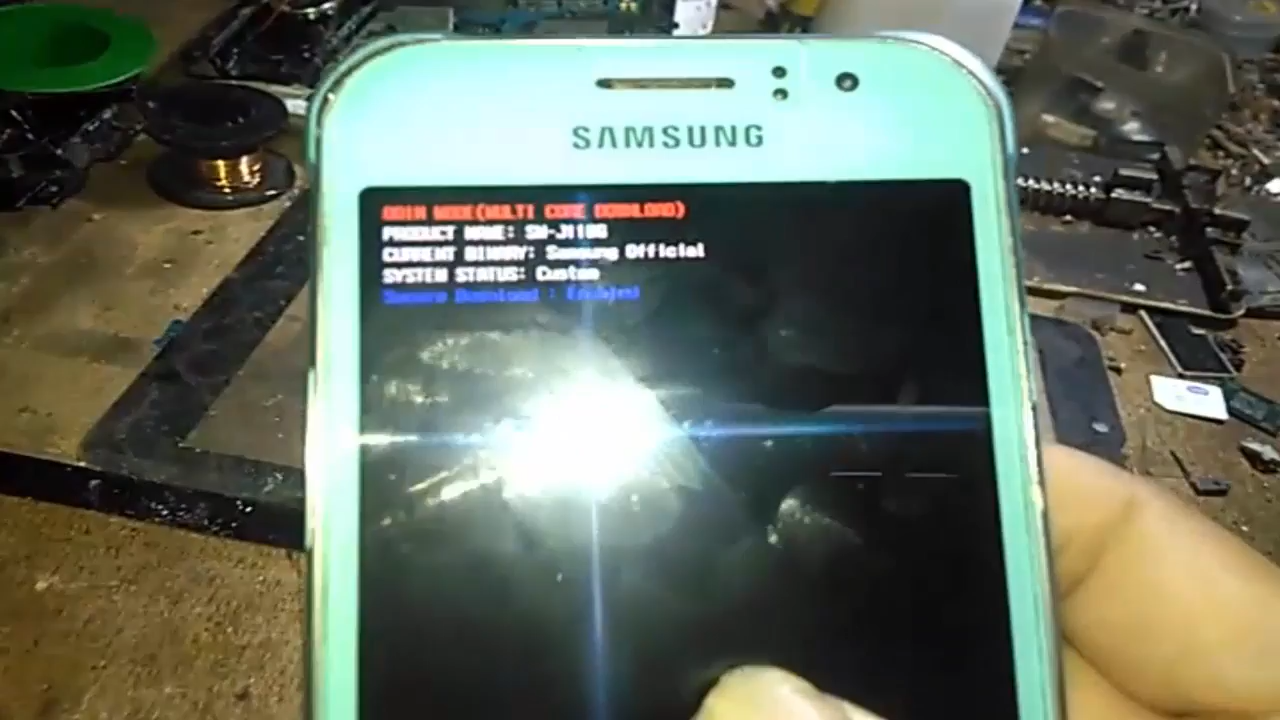 SAMSUNG
ODIN MODE(MULTI CORE DOWNLOAD)
PRODUCT NAME: SM-J110G
CURRENT BINARY: Samsung Official
SYSTEM STATUS: Custom
Secure Download : Enabled